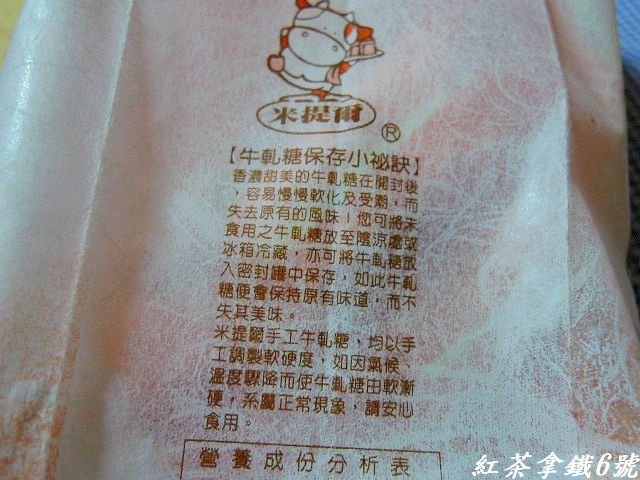 米提爾
®
【牛軋糖保存小祕訣】
香濃甜美的牛軋糖在開封後
，容易慢慢軟化及受潮，而
失去原有的風味！您可將未
食用之牛軋糖放至陰涼處或
冰箱冷藏，亦可將牛軋糖放
入密封罐中保存，如此牛軋
糖便會保持原有味道，而不
失其美味。
米提爾手工牛軋糖，均以手
工調製軟硬度，如因氣候、
溫度驟降而使牛軋糖由軟漸
硬，系屬正常現象，請安心
食用。
營養成份分析表
紅茶拿鐵6號